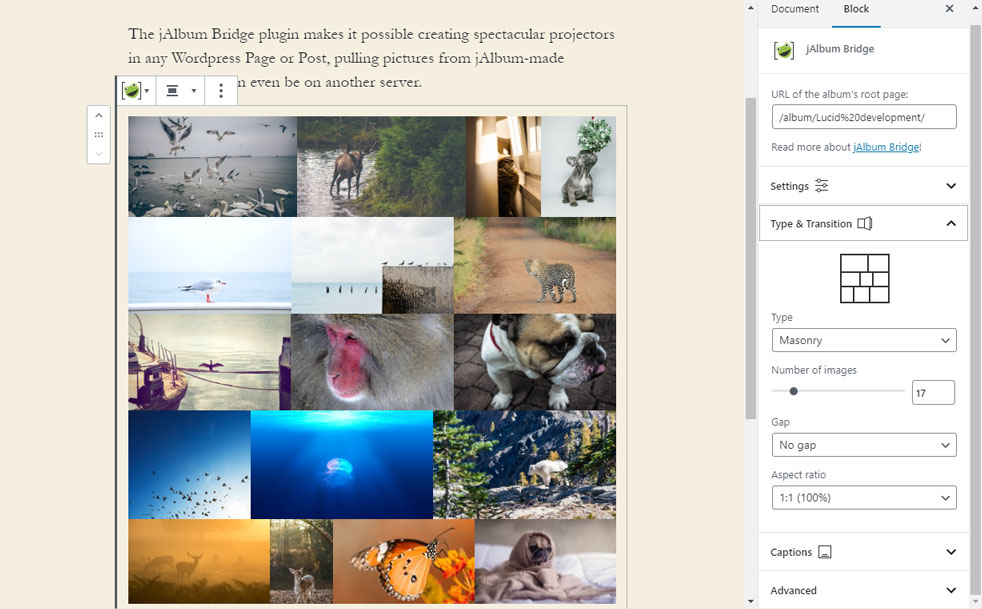 The jAlbum Bridge plugin makes it possible creating spectacular projectors
in any Wordpress Page or Post, pulling pictures from jAlbum-made
n even be on another server.
Document Block
jAlbum Bridge
URL of the album's root page:
/album/Lucid%20development/
Read more about jAlbum Bridge!
Settings
Type & Transition
Type
Masonry
Number of images
17
Gap
No gap
Aspect ratio
1:1 (100%)
Captions
Advanced